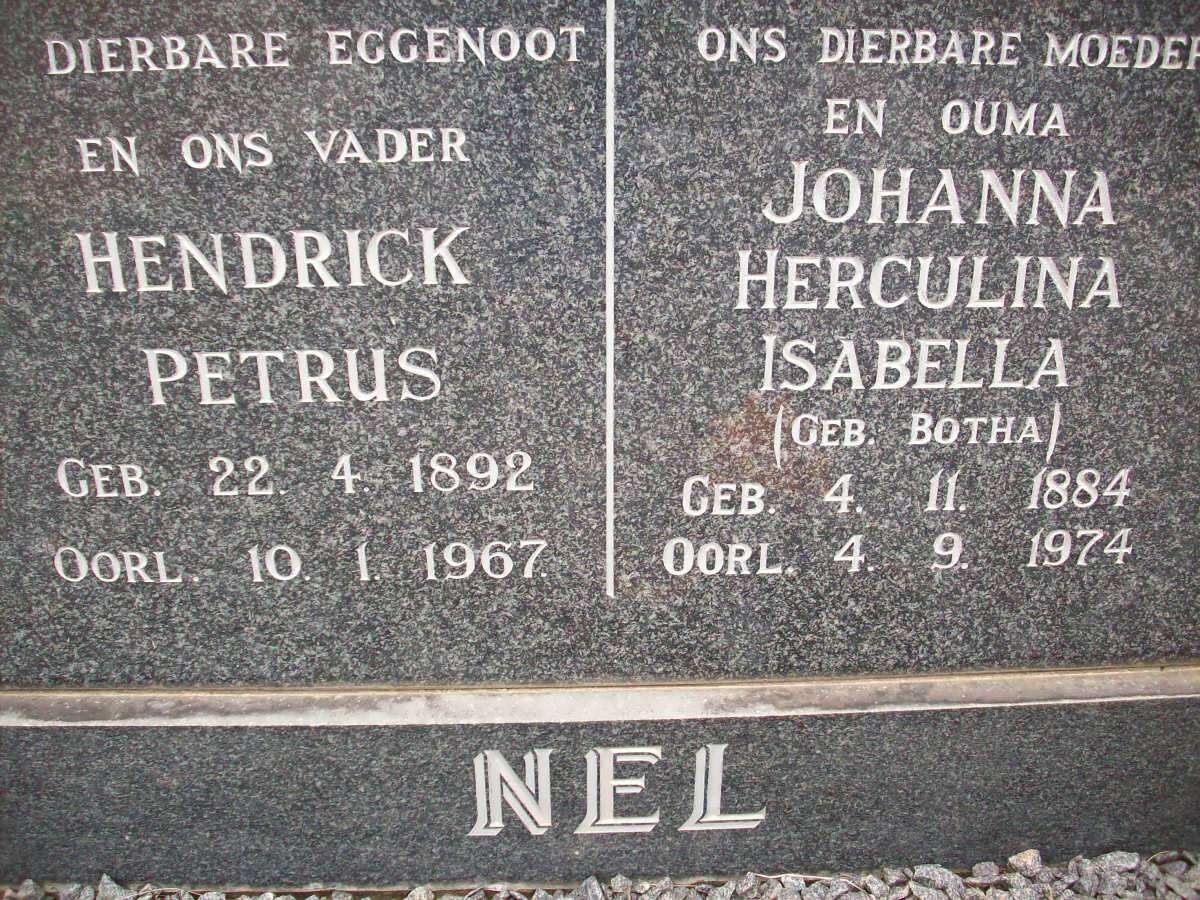 DIERBARE EGGENOOT
EN ONS VADER
HENDRICK
PETRUS
GEB. 22. 4. 1892
OORL. 10. 1. 1967.
ONS DIERBARE MOEDER
EN OUMA
JOHANNA
HERCULINA
ISABELLA
(GEB. BOTHA)
GEB. 4. 11. 1884
OORL. 4. 9. 1974
NEL